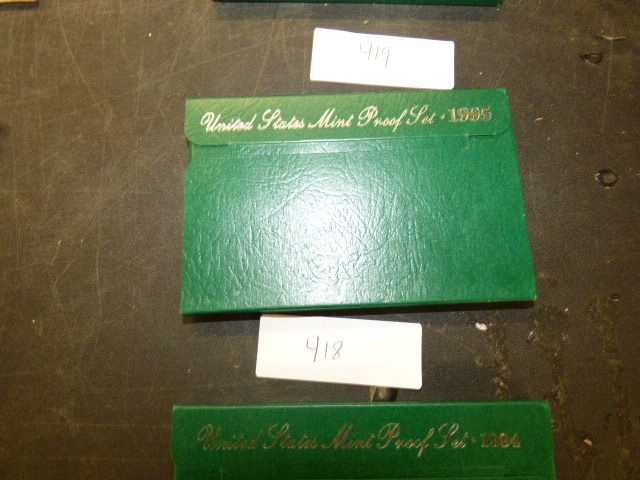 419
United States Mint Proof Set • 1995
418
United States Mint Proof Set • 1994